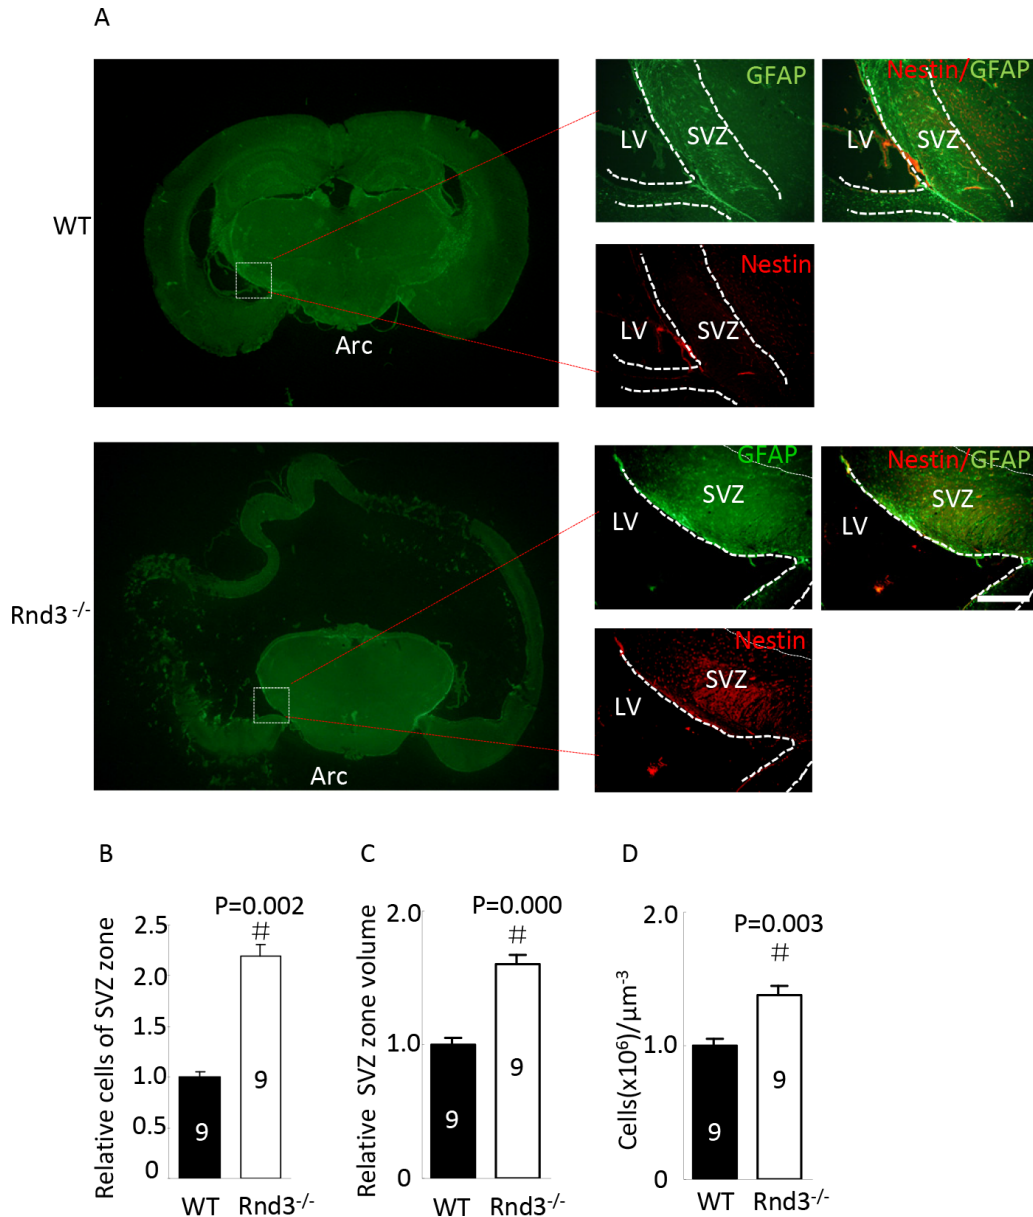 A
WT
Arc
GFAP
LV
SVZ
Nestin/GFAP
LV
SVZ
Nestin
LV
SVZ
Rnd3 -/-
Arc
GFAP
SVZ
LV
Nestin/GFAP
SVZ
LV
Nestin
SVZ
LV
B
Relative cells of SVZ zone
2.5
2.0
1.5
1.0
0.5
0
P=0.002
#
9
9
WT
Rnd3-/-
C
Relative SVZ zone volume
2.0
1.0
0
P=0.000
#
9
9
WT
Rnd3-/-
D
Cells(x10⁶)/μm⁻³
2.0
1.0
0
P=0.003
#
9
9
WT
Rnd3-/-